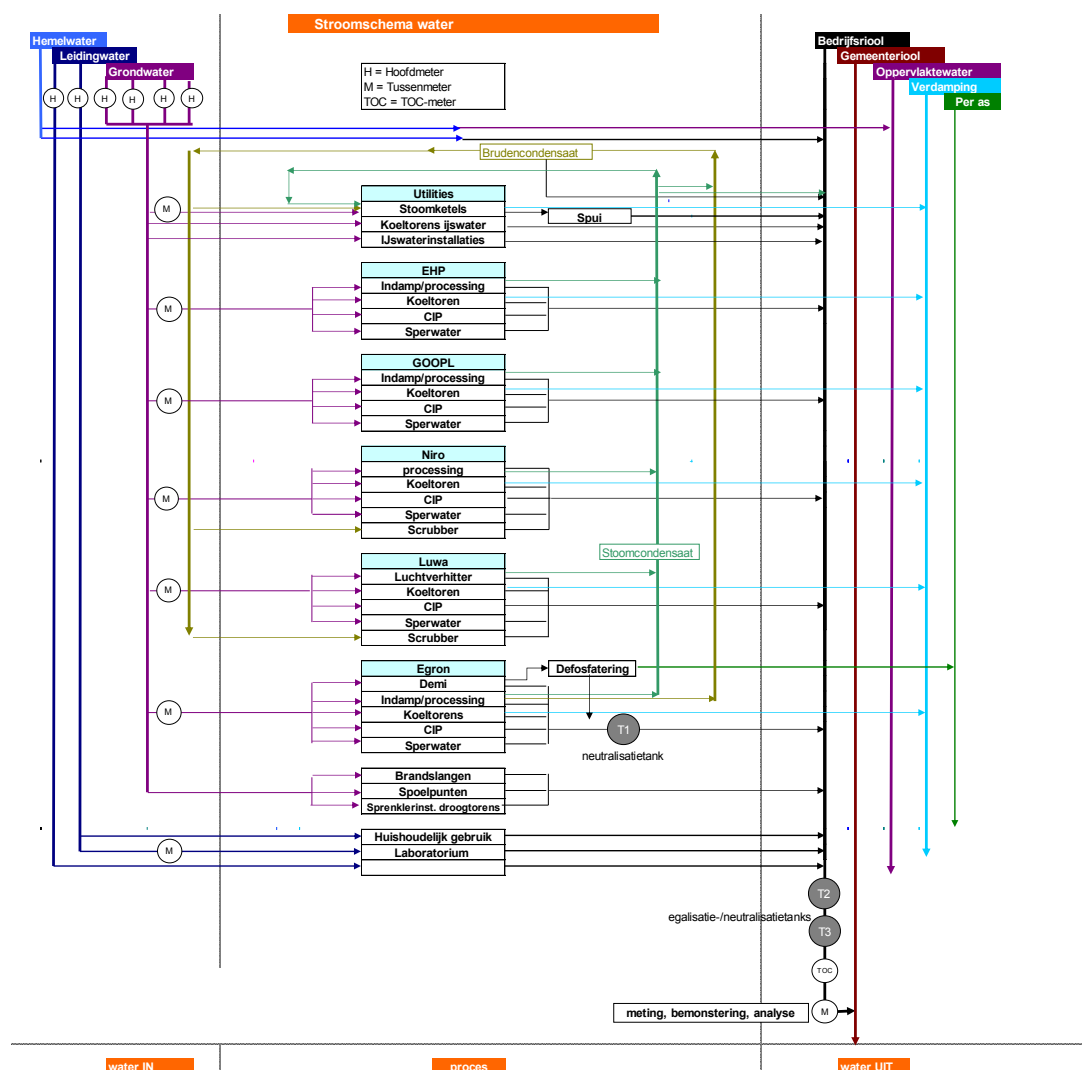 Stroomschema water
Hemelwater
Leidingwater
Grondwater
Bedrijfsriool
Gemeenteriool
Oppervlaktewater
Verdamping
Per as
H = Hoofdmeter
M = Tussenmeter
TOC = TOC-meter
H
H
H
H
H
H
Brudencondensaat
Utilities
M
Stoomketels
Spui
Koeltorens ijswater
IJswaterinstallaties
EHP
Indamp/processing
Koeltoren
M
CIP
Sperwater
GOOPL
Indamp/processing
Koeltoren
M
CIP
Sperwater
Niro
processing
Koeltoren
M
CIP
Sperwater
Scrubber
Stoomcondensaat
Luwa
Luchtverhitter
Koeltoren
M
CIP
Sperwater
Scrubber
Egron
Defosfatering
Demi
Indamp/processing
Koeltorens
M
CIP
T1
Sperwater
neutralisatietank
Brandslangen
Spoelpunten
Sprenklerinst. droogtorens
Huishoudelijk gebruik
M
Laboratorium
T2
egalisatie-/neutralisatietanks
T3
TOC
meting, bemonstering, analyse
M
water IN
proces
water UIT